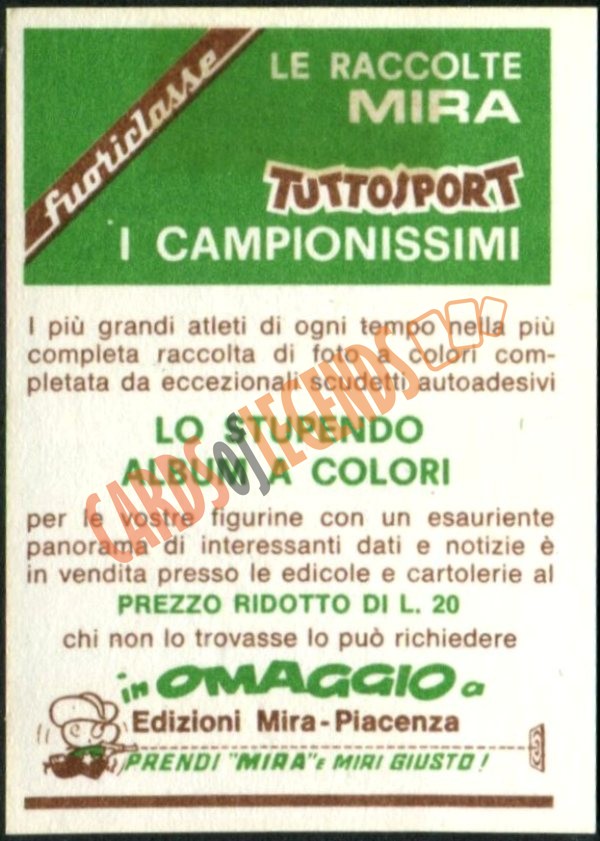 fuoriclasse
LE RACCOLTE
MIRA
TUTTOSPORT
I CAMPIONISSIMI
I più grandi atleti di ogni tempo nella più
completa raccolta di foto a colori com-
pletata da eccezionali scudetti autoadesivi
LO STUPENDO
ALBUM A COLORI
per le vostre figurine con un esauriente
panorama di interessanti dati e notizie è
in vendita presso le edicole e cartolerie al
PREZZO RIDOTTO DI L. 20
chi non lo trovasse lo può richiedere
in OMAGGIO a
Edizioni Mira-Piacenza
PRENDI "MIRA" E MIRI GIUSTO!
CARDS of LEGENDS